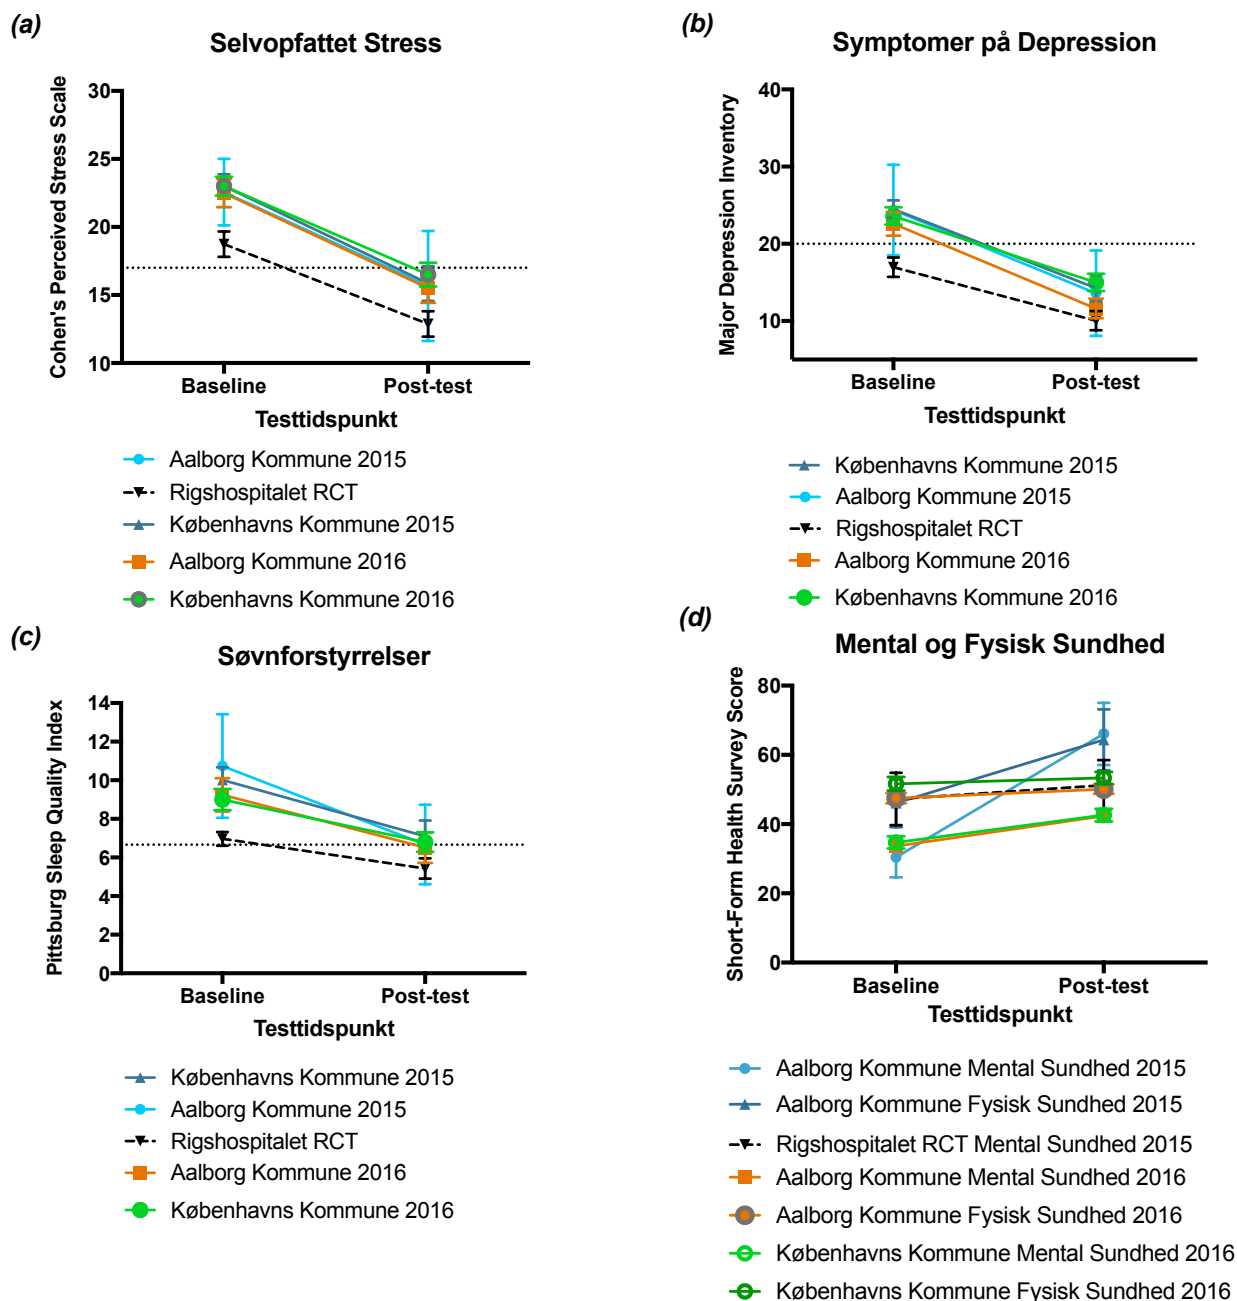 (a)
Selvopfattet Stress
Cohen's Perceived Stress Scale
30
25
20
15
10
Baseline
Post-test
Testtidspunkt
Aalborg Kommune 2015
Rigshospitalet RCT
Københavns Kommune 2015
Aalborg Kommune 2016
Københavns Kommune 2016
(b)
Symptomer på Depression
Major Depression Inventory
40
30
20
10
Baseline
Post-test
Testtidspunkt
Københavns Kommune 2015
Aalborg Kommune 2015
Rigshospitalet RCT
Aalborg Kommune 2016
Københavns Kommune 2016
(c)
Søvnforstyrrelser
Pittsburg Sleep Quality Index
14
12
10
8
6
4
2
0
Baseline
Post-test
Testtidspunkt
Københavns Kommune 2015
Aalborg Kommune 2015
Rigshospitalet RCT
Aalborg Kommune 2016
Københavns Kommune 2016
(d)
Mental og Fysisk Sundhed
Short-Form Health Survey Score
80
60
40
20
0
Baseline
Post-test
Testtidspunkt
Aalborg Kommune Mental Sundhed 2015
Aalborg Kommune Fysisk Sundhed 2015
Rigshospitalet RCT Mental Sundhed 2015
Aalborg Kommune Mental Sundhed 2016
Aalborg Kommune Fysisk Sundhed 2016
Københavns Kommune Mental Sundhed 2016
Københavns Kommune Fysisk Sundhed 2016